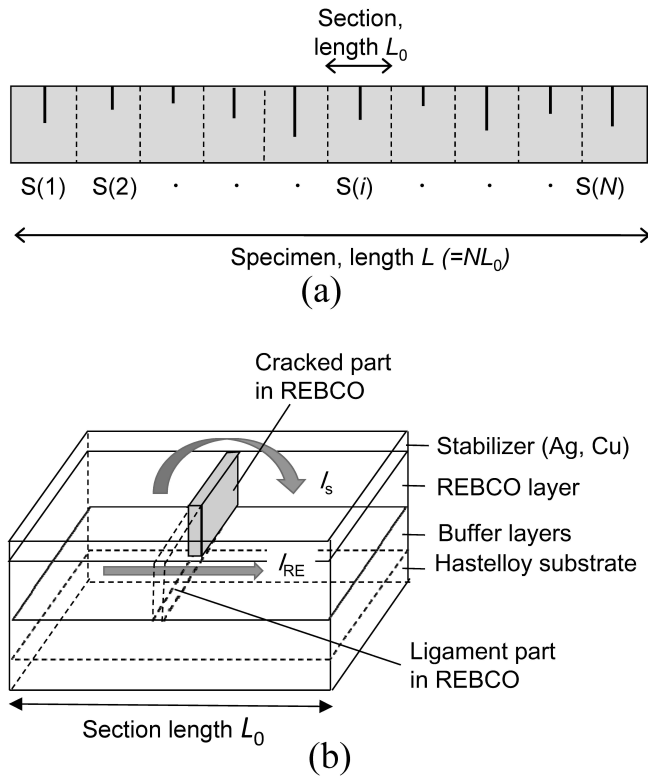 Section,
length L₀
S(1) S(2) · · · S(i) · · · S(N)
Specimen, length L (=NL₀)
(a)
Cracked part
in REBCO
Stabilizer (Ag, Cu)
Iₛ
REBCO layer
Buffer layers
Hastelloy substrate
I_RE
Ligament part
in REBCO
Section length L₀
(b)